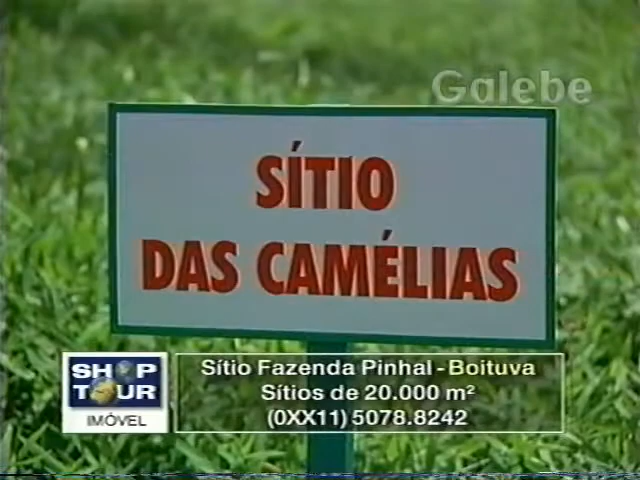 Galebe
SÍTIO
DAS CAMÉLIAS
SHOP
TOUR
IMÓVEL
Sítio Fazenda Pinhal - Boituva
Sítios de 20.000 m²
(0XX11) 5078.8242